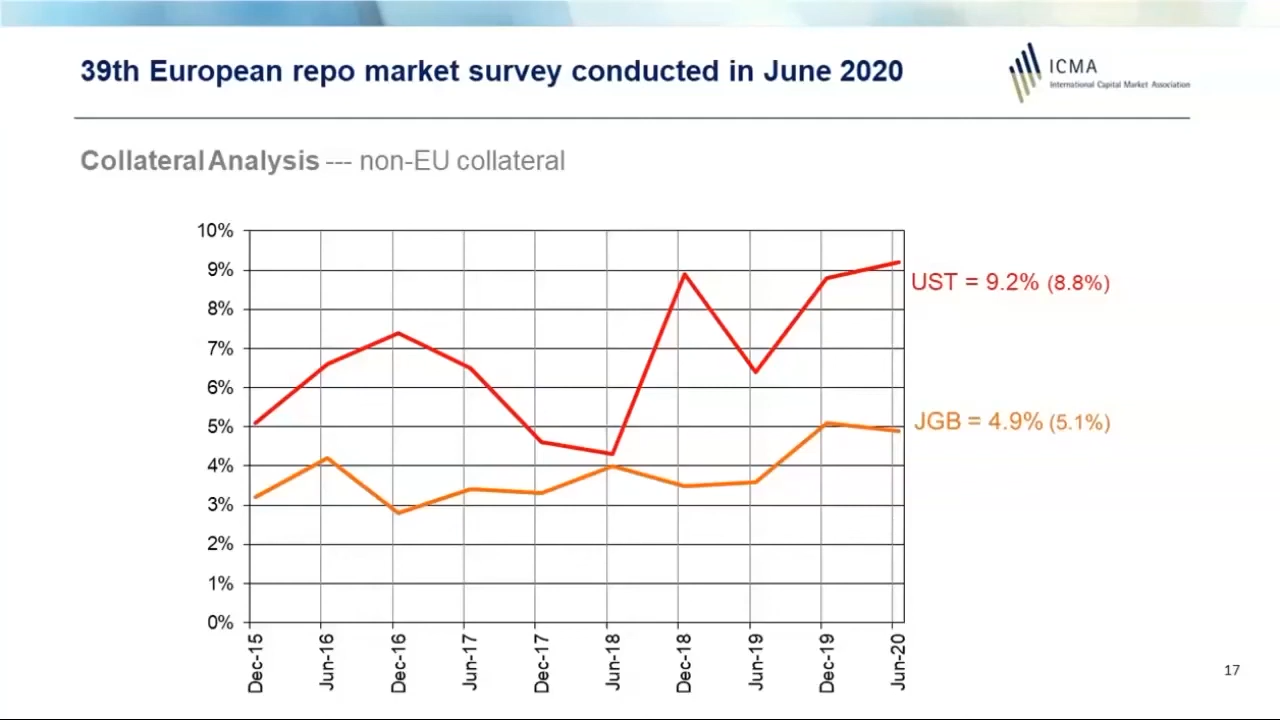 39th European repo market survey conducted in June 2020
ICMA
International Capital Market Association
Collateral Analysis --- non-EU collateral
10%
9%
8%
7%
6%
5%
4%
3%
2%
1%
0%
UST = 9.2% (8.8%)
JGB = 4.9% (5.1%)
Dec-15
Jun-16
Dec-16
Jun-17
Dec-17
Jun-18
Dec-18
Jun-19
Dec-19
Jun-20
17